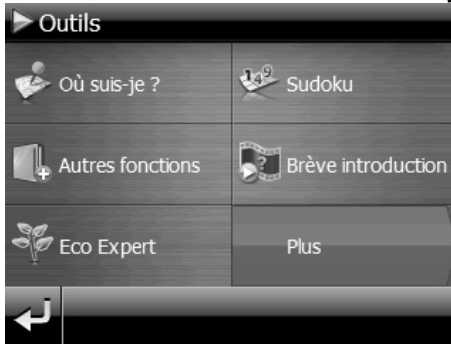 Outils
Où suis-je ?
Sudoku
Autres fonctions
Brève introduction
Eco Expert
Plus